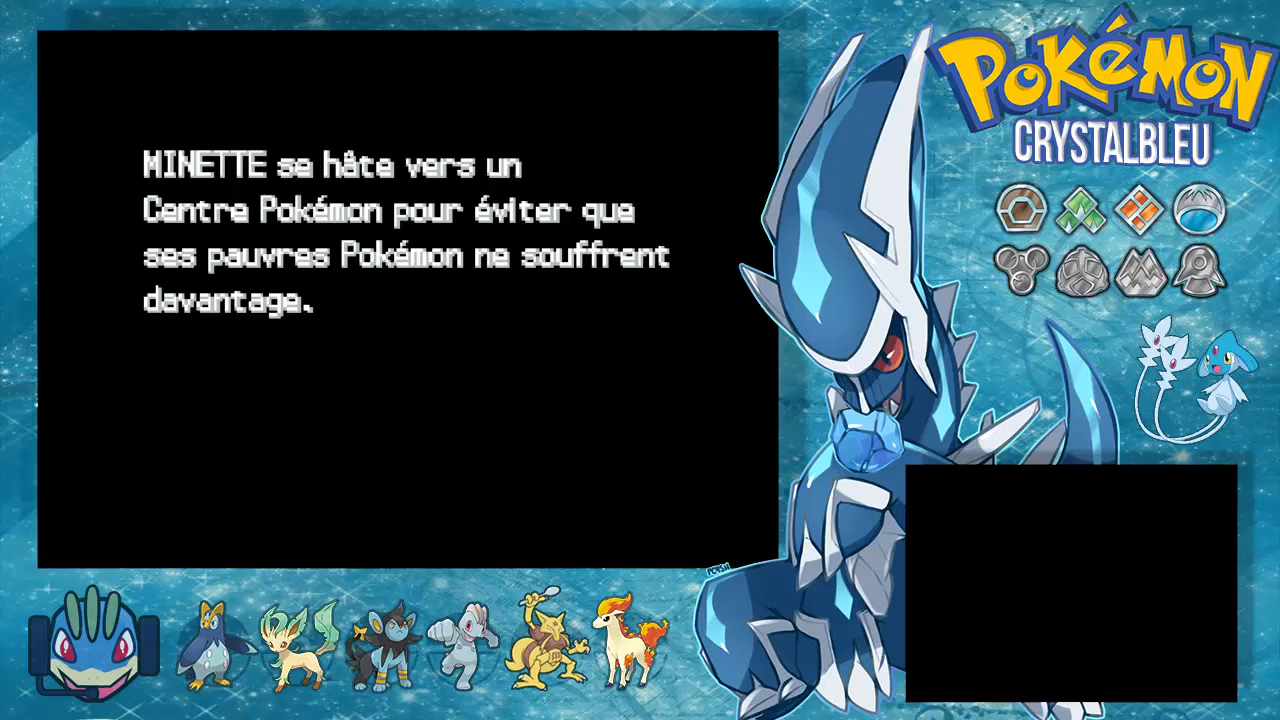 MINETTE se hâte vers un
Centre Pokémon pour éviter que
ses pauvres Pokémon ne souffrent
davantage.
POKéMON
CRYSTALBLEU